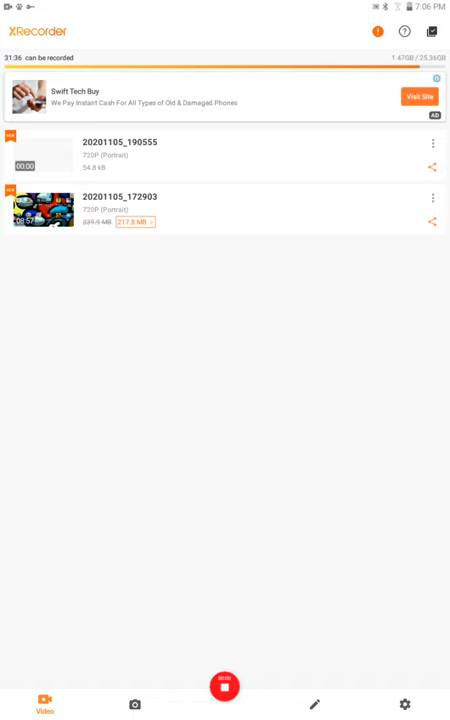 7:06 PM
XRecorder
31:36 can be recorded
1.47GB / 25.36GB
Swift Tech Buy
We Pay Instant Cash For All Types of Old & Damaged Phones
Visit Site
AD
NEW
20201105_190555
720P (Portrait)
00:00
54.8 kB
NEW
20201105_172903
720P (Portrait)
08:57
339.9 MB 217.8 MB >
00:00
Video